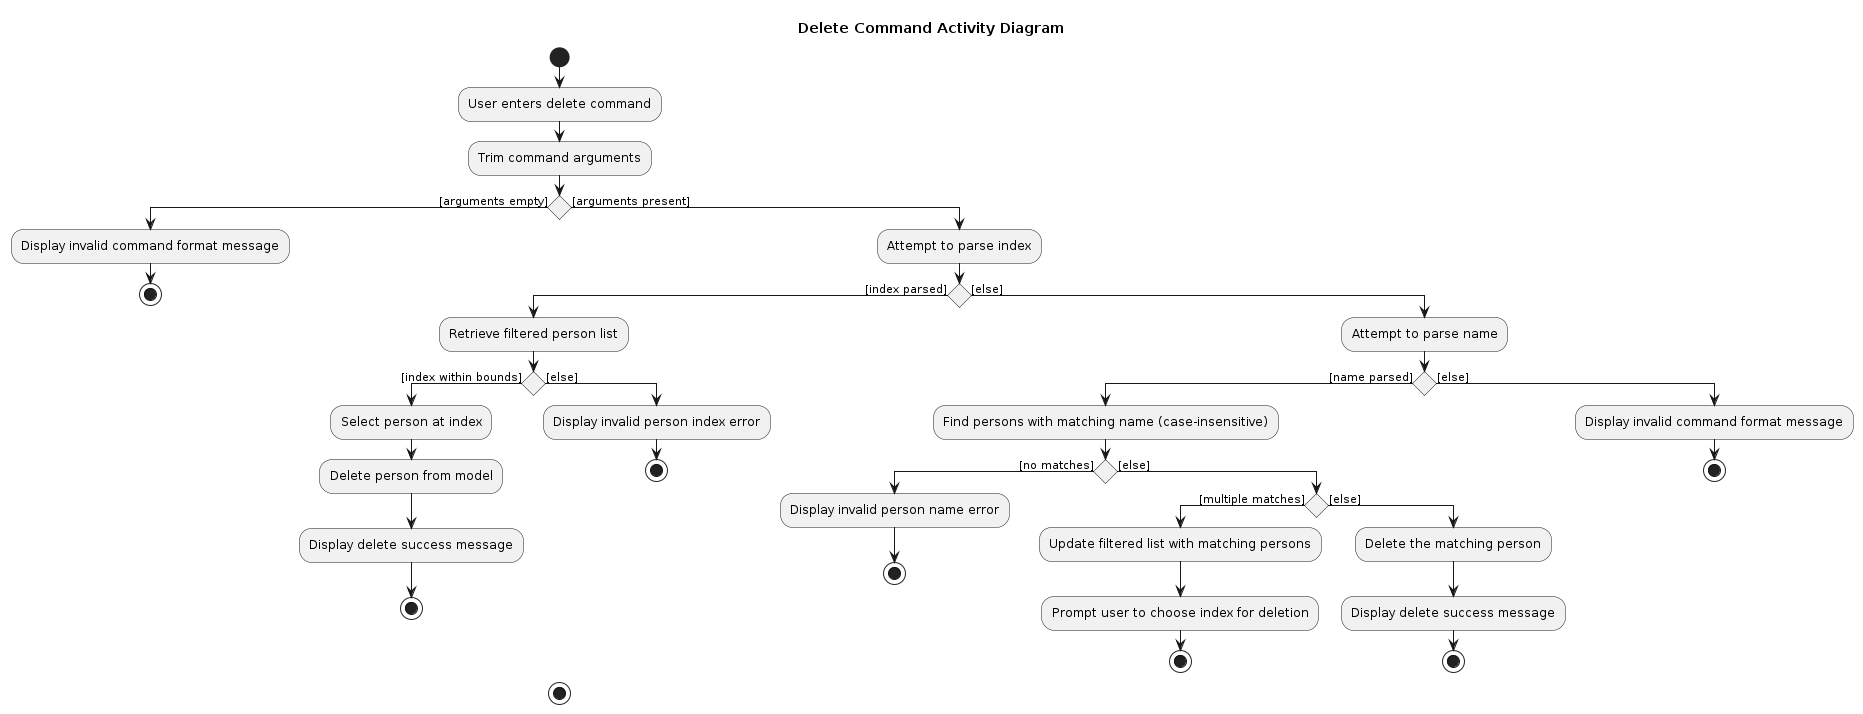 Delete Command Activity Diagram
User enters delete command
Trim command arguments
[arguments empty]
[arguments present]
Display invalid command format message
Attempt to parse index
[index parsed]
[else]
Retrieve filtered person list
Attempt to parse name
[index within bounds]
[else]
[name parsed]
[else]
Select person at index
Display invalid person index error
Find persons with matching name (case-insensitive)
Display invalid command format message
[no matches]
[else]
Delete person from model
[multiple matches]
[else]
Display invalid person name error
Display delete success message
Update filtered list with matching persons
Delete the matching person
Prompt user to choose index for deletion
Display delete success message